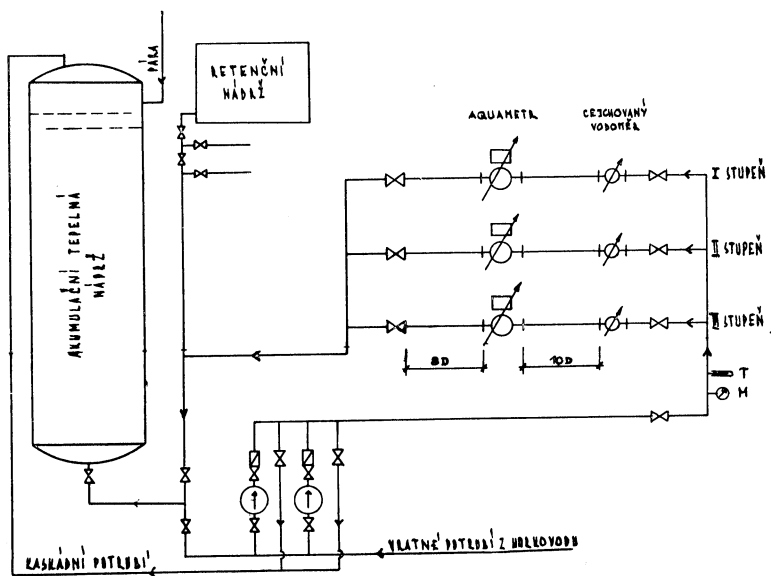 PÁRA
RETENČNÍ
NÁDRŽ
AQUAMETR
CEJCHOVANÝ
VODOMĚR
I STUPEŇ
II STUPEŇ
III STUPEŇ
AKUMULAČNÍ TEPELNÁ
NÁDRŽ
8D
10D
T
M
KASKÁDNÍ POTRUBÍ
VRATNÉ POTRUBÍ Z HORKOVODU